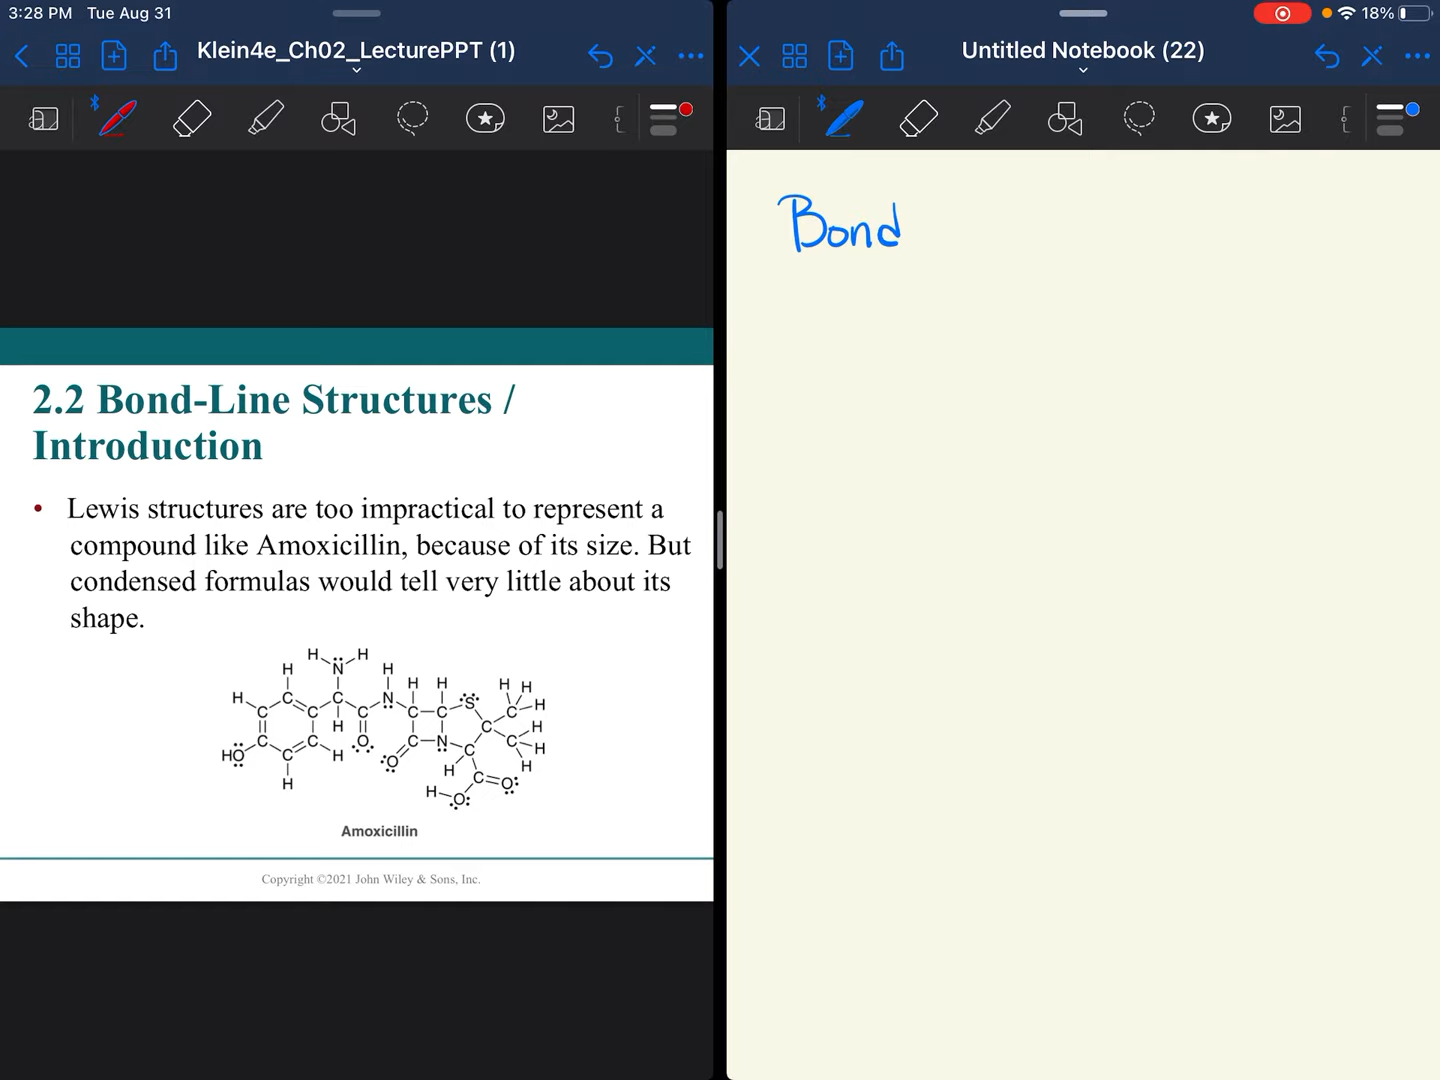 3:28 PM Tue Aug 31
18%
Klein4e_Ch02_LecturePPT (1)
Untitled Notebook (22)
Bond
2.2 Bond-Line Structures /
Introduction
• Lewis structures are too impractical to represent a
compound like Amoxicillin, because of its size. But
condensed formulas would tell very little about its
shape.
H N H
H H H H H H
H C C C N C C S C H
C C H C C H
C C H O C N C C H
HO C H O H H
H C O
H O
Amoxicillin
Copyright ©2021 John Wiley & Sons, Inc.